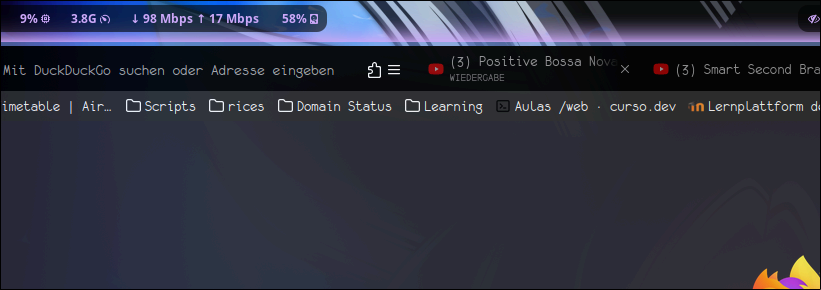 9% 3.8G ↓ 98 Mbps ↑ 17 Mbps 58%
Mit DuckDuckGo suchen oder Adresse eingeben (3) Positive Bossa Nova (3) Smart Second Bra
WIEDERGABE
imetable | Air… Scripts rices Domain Status Learning Aulas /web · curso.dev Lernplattform d